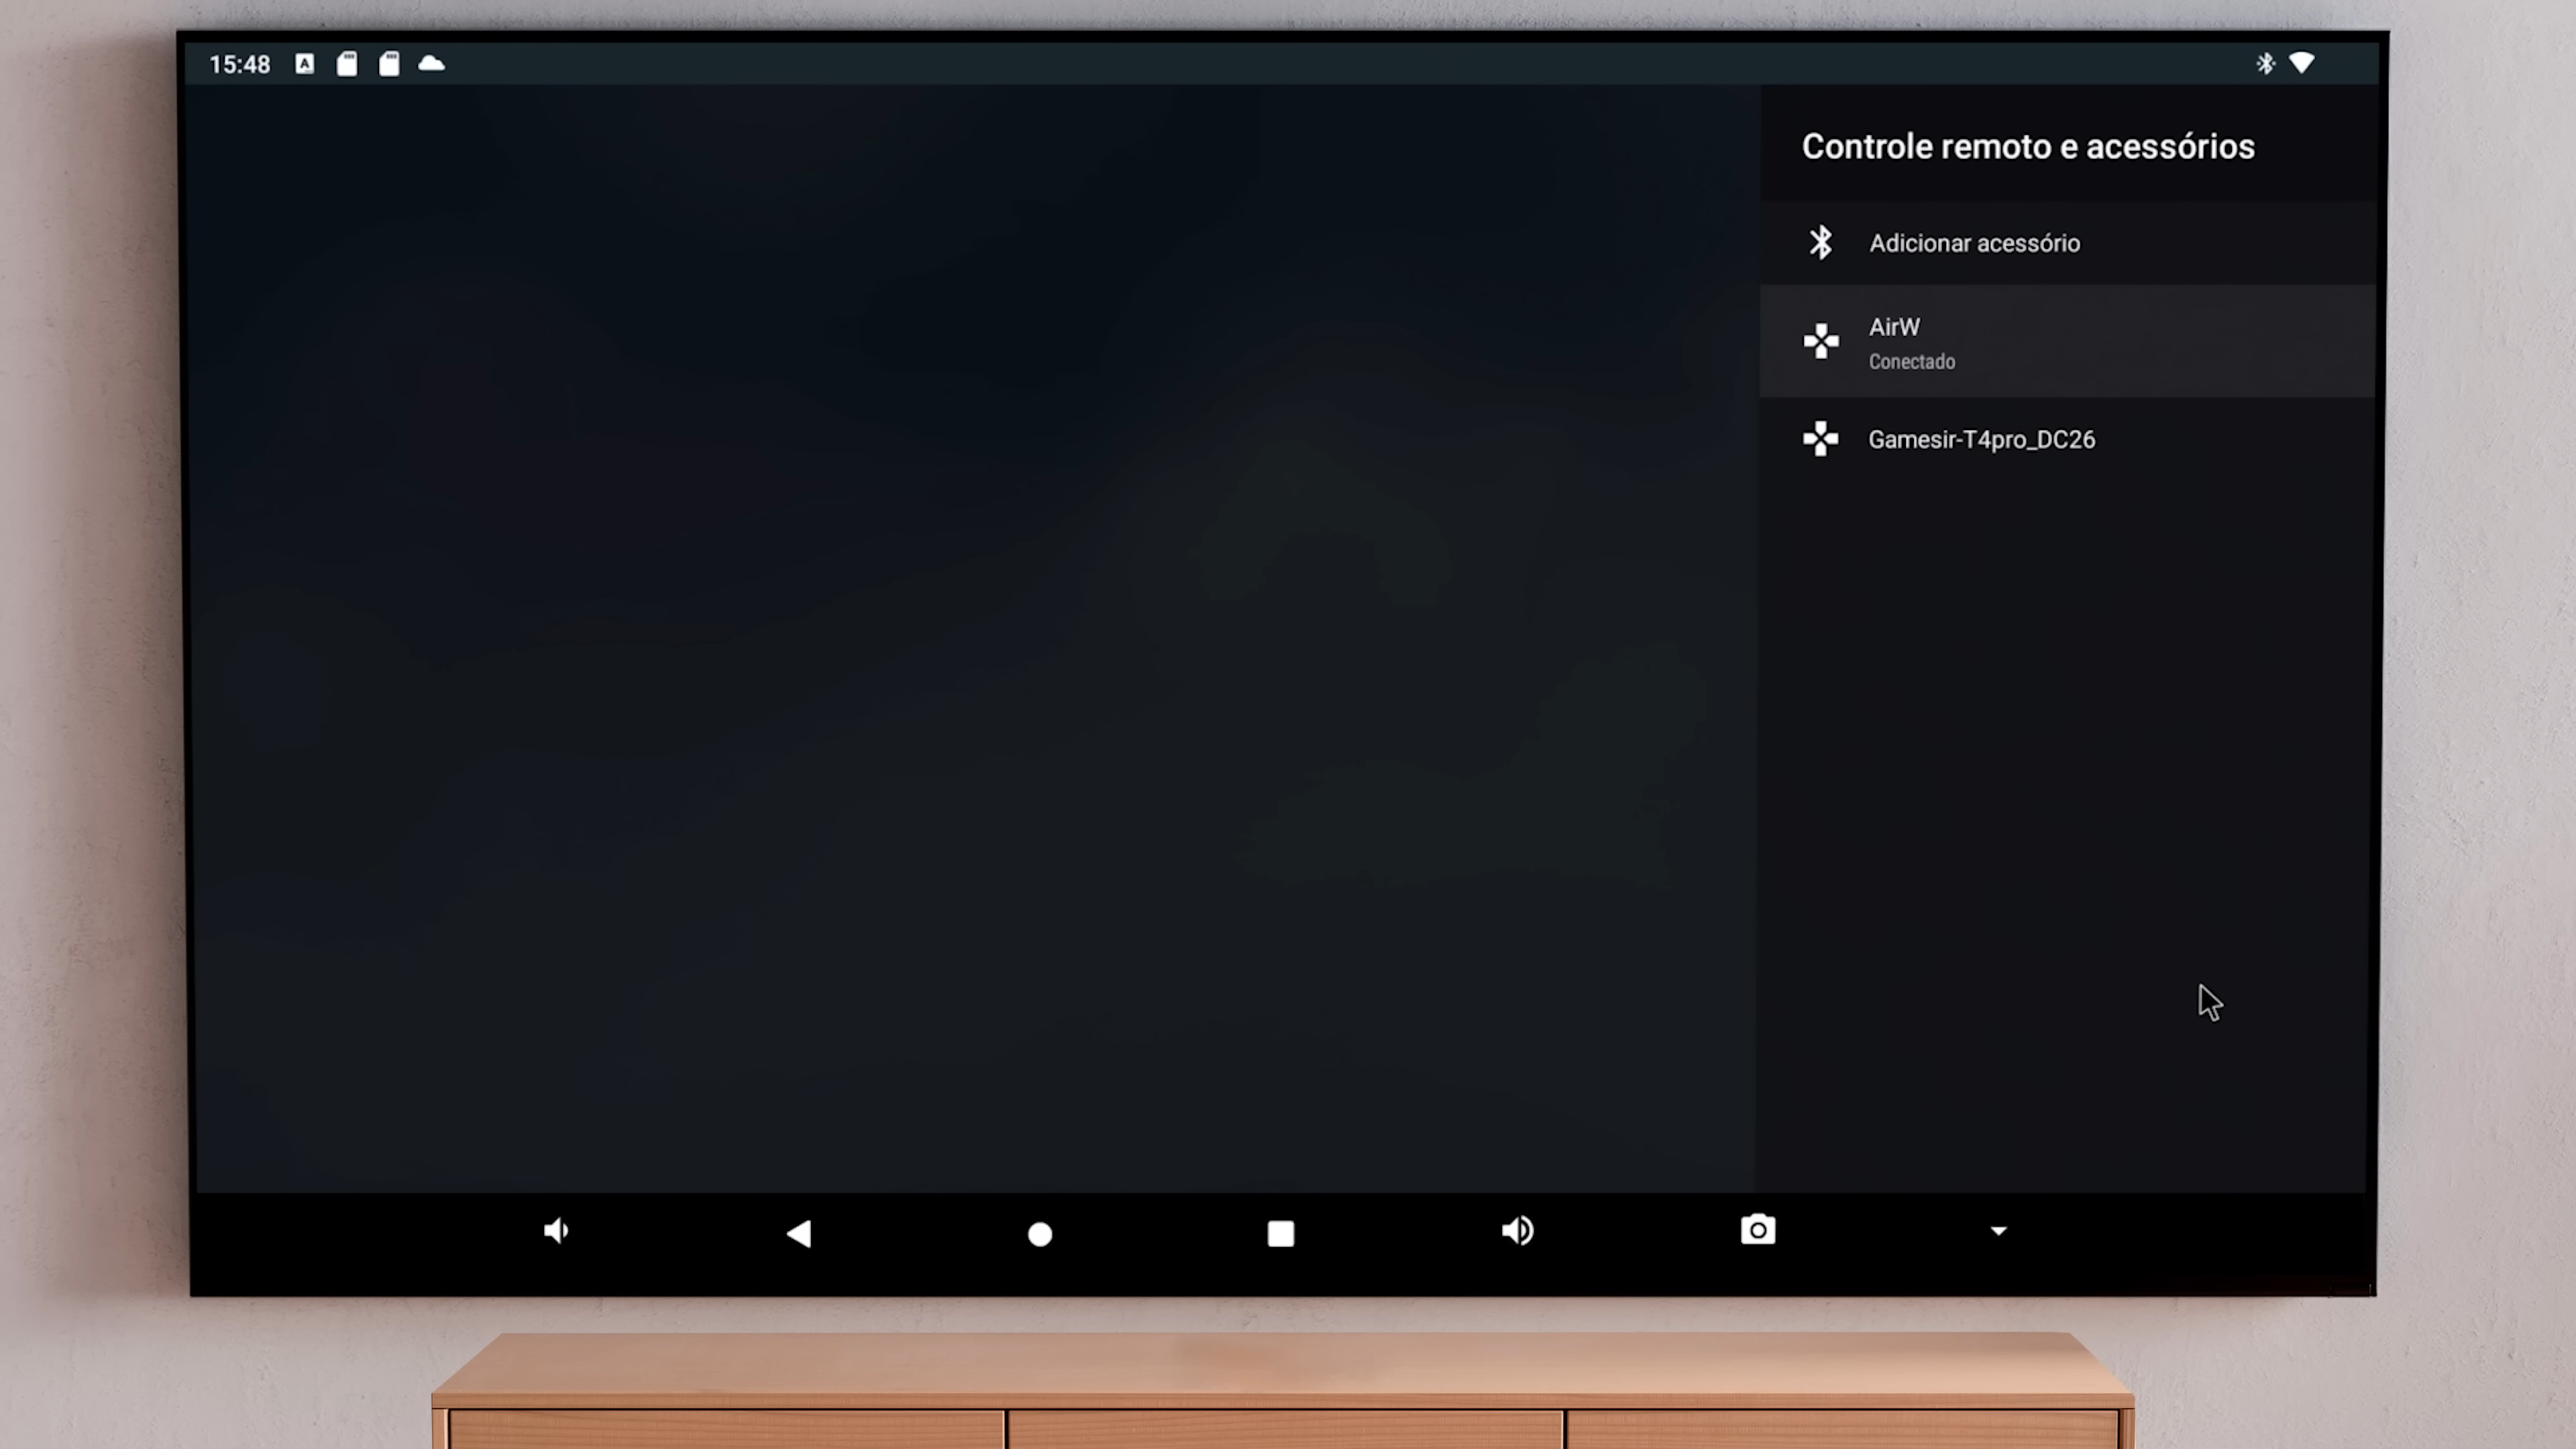 15:48
Controle remoto e acessórios
Adicionar acessório
AirW
Conectado
Gamesir-T4pro_DC26